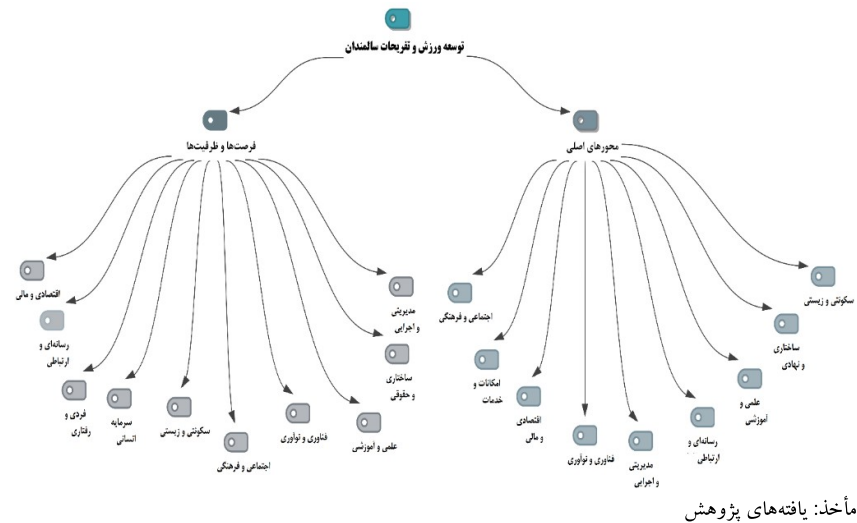 توسعه ورزش و تفریحات سالمندان
محورهای اصلی
فرصت‌ها و ظرفیت‌ها
سکونتی و زیستی
ساختاری
و نهادی
علمی و
آموزشی
رسانه‌ای و
ارتباطی
مدیریتی
و اجرایی
فناوری و نوآوری
اقتصادی
و مالی
امکانات و
خدمات
اجتماعی و فرهنگی
مدیریتی
و اجرایی
ساختاری
و حقوقی
علمی و آموزشی
فناوری و نوآوری
اجتماعی و فرهنگی
سکونتی و زیستی
سرمایه
انسانی
فردی و
رفتاری
رسانه‌ای و
ارتباطی
اقتصادی و مالی
مأخذ: یافته‌های پژوهش